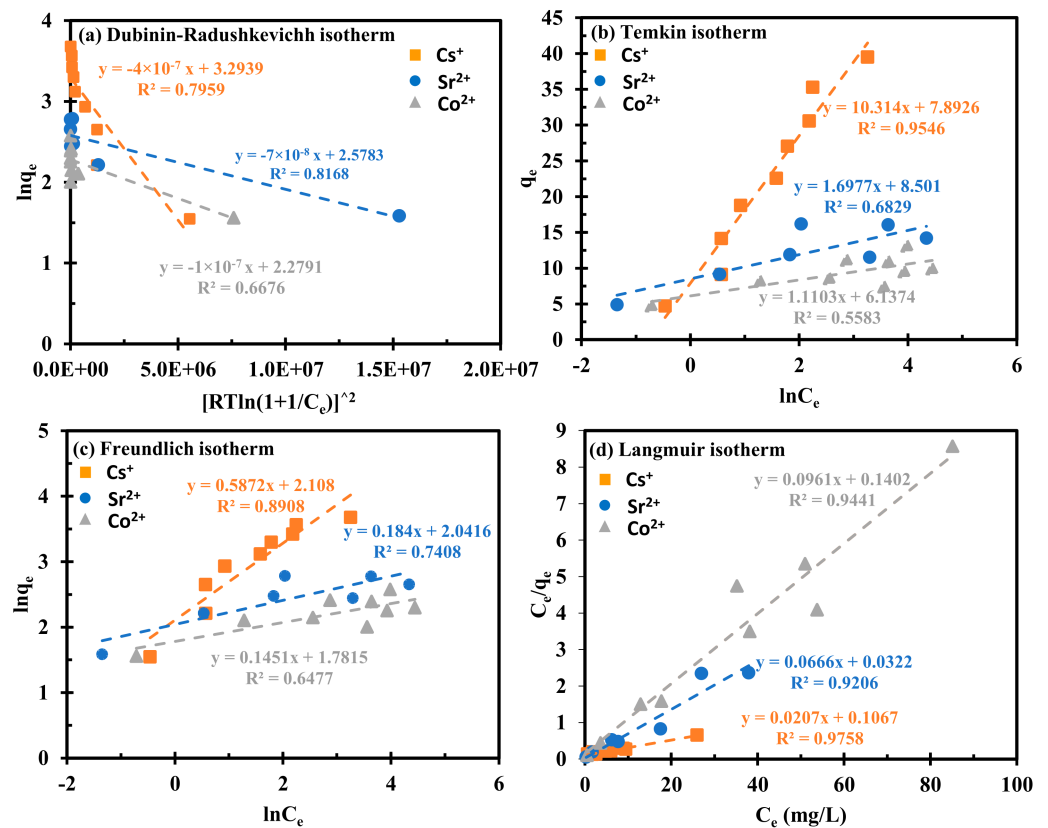 (a) Dubinin-Radushkevichh isotherm
Cs⁺
Sr²⁺
Co²⁺
y = -4×10⁻⁷ x + 3.2939
R² = 0.7959
y = -7×10⁻⁸ x + 2.5783
R² = 0.8168
y = -1×10⁻⁷ x + 2.2791
R² = 0.6676
4
3
2
1
0
0.0E+00
5.0E+06
1.0E+07
1.5E+07
2.0E+07
lnqₑ
[RTln(1+1/Cₑ)]^²
(b) Temkin isotherm
Cs⁺
Sr²⁺
Co²⁺
y = 10.314x + 7.8926
R² = 0.9546
y = 1.6977x + 8.501
R² = 0.6829
y = 1.1103x + 6.1374
R² = 0.5583
45
40
35
30
25
20
15
10
5
0
-2
0
2
4
6
qₑ
lnCₑ
(c) Freundlich isotherm
Cs⁺
Sr²⁺
Co²⁺
y = 0.5872x + 2.108
R² = 0.8908
y = 0.184x + 2.0416
R² = 0.7408
y = 0.1451x + 1.7815
R² = 0.6477
5
4
3
2
1
0
-2
0
2
4
6
lnqₑ
lnCₑ
(d) Langmuir isotherm
Cs⁺
Sr²⁺
Co²⁺
y = 0.0961x + 0.1402
R² = 0.9441
y = 0.0666x + 0.0322
R² = 0.9206
y = 0.0207x + 0.1067
R² = 0.9758
9
8
7
6
5
4
3
2
1
0
0
20
40
60
80
100
Cₑ/qₑ
Cₑ (mg/L)